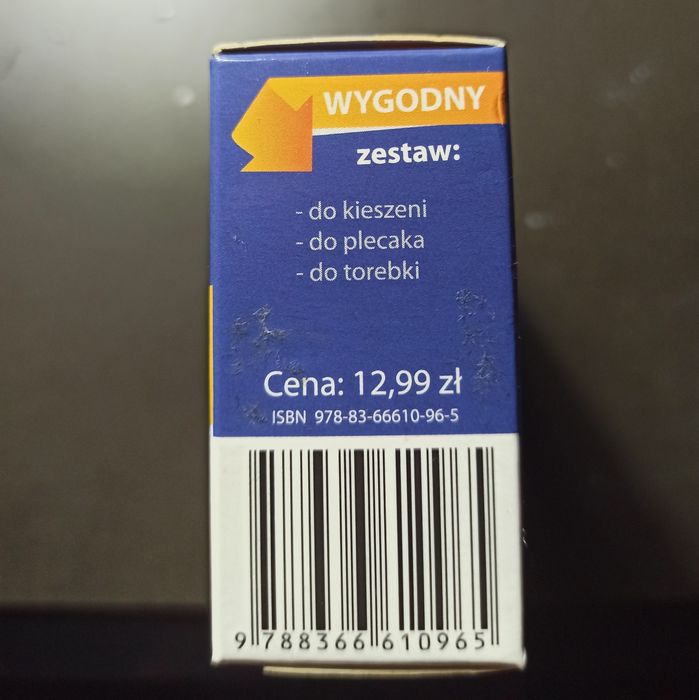 WYGODNY
zestaw:
- do kieszeni
- do plecaka
- do torebki
Cena: 12,99 zł
ISBN 978-83-66610-96-5
9 788366 610965